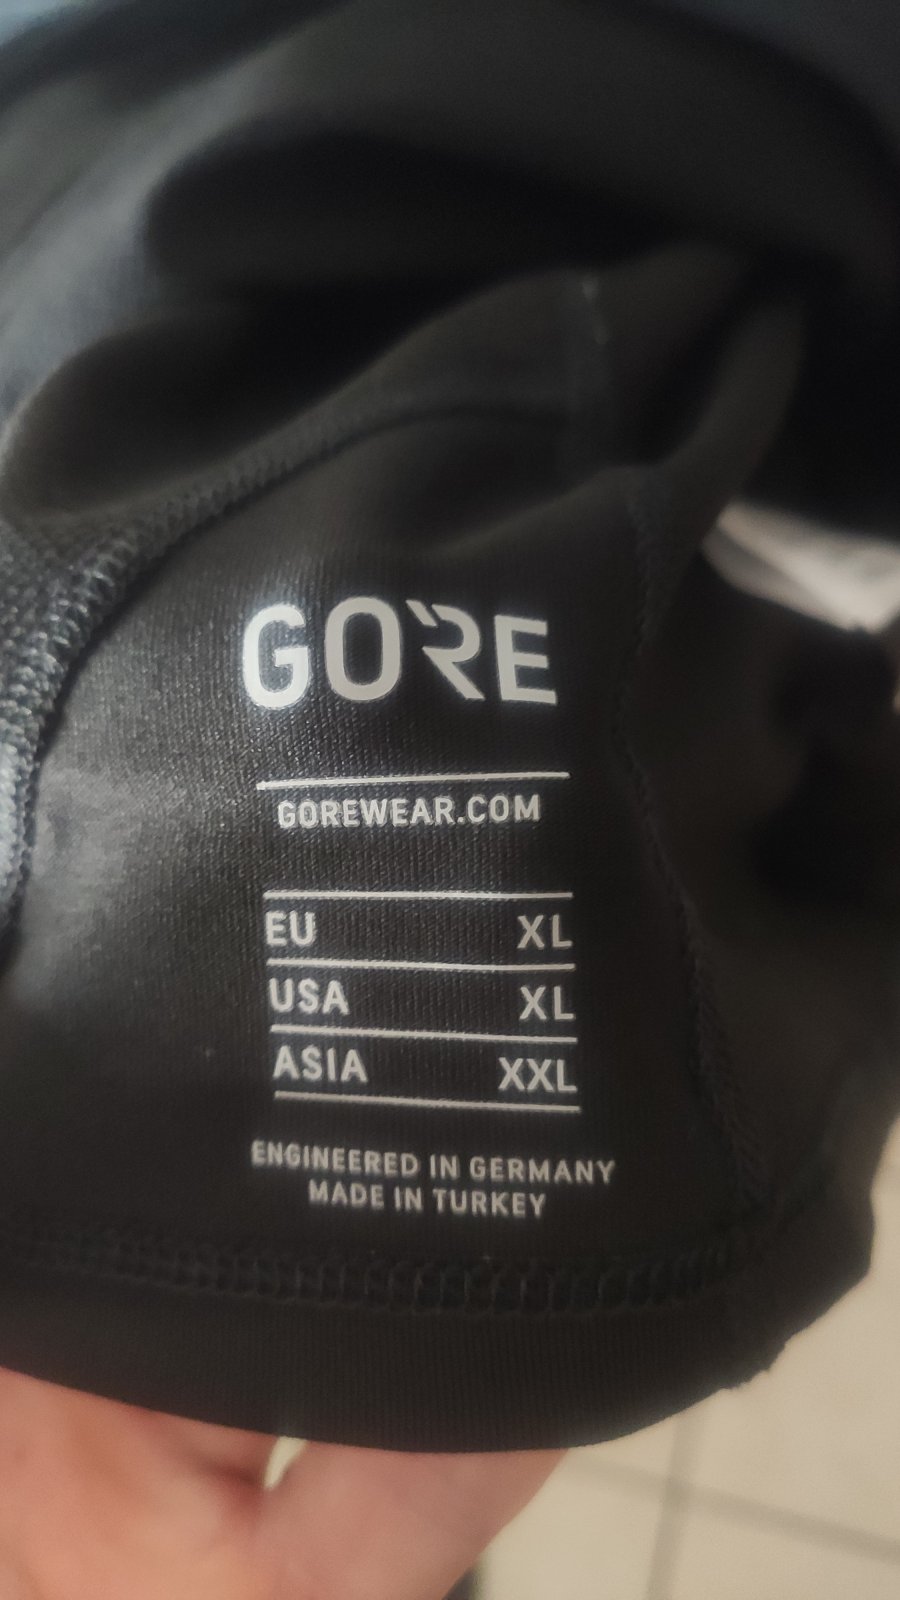 GORE
GOREWEAR.COM
EU XL
USA XL
ASIA XXL
ENGINEERED IN GERMANY
MADE IN TURKEY